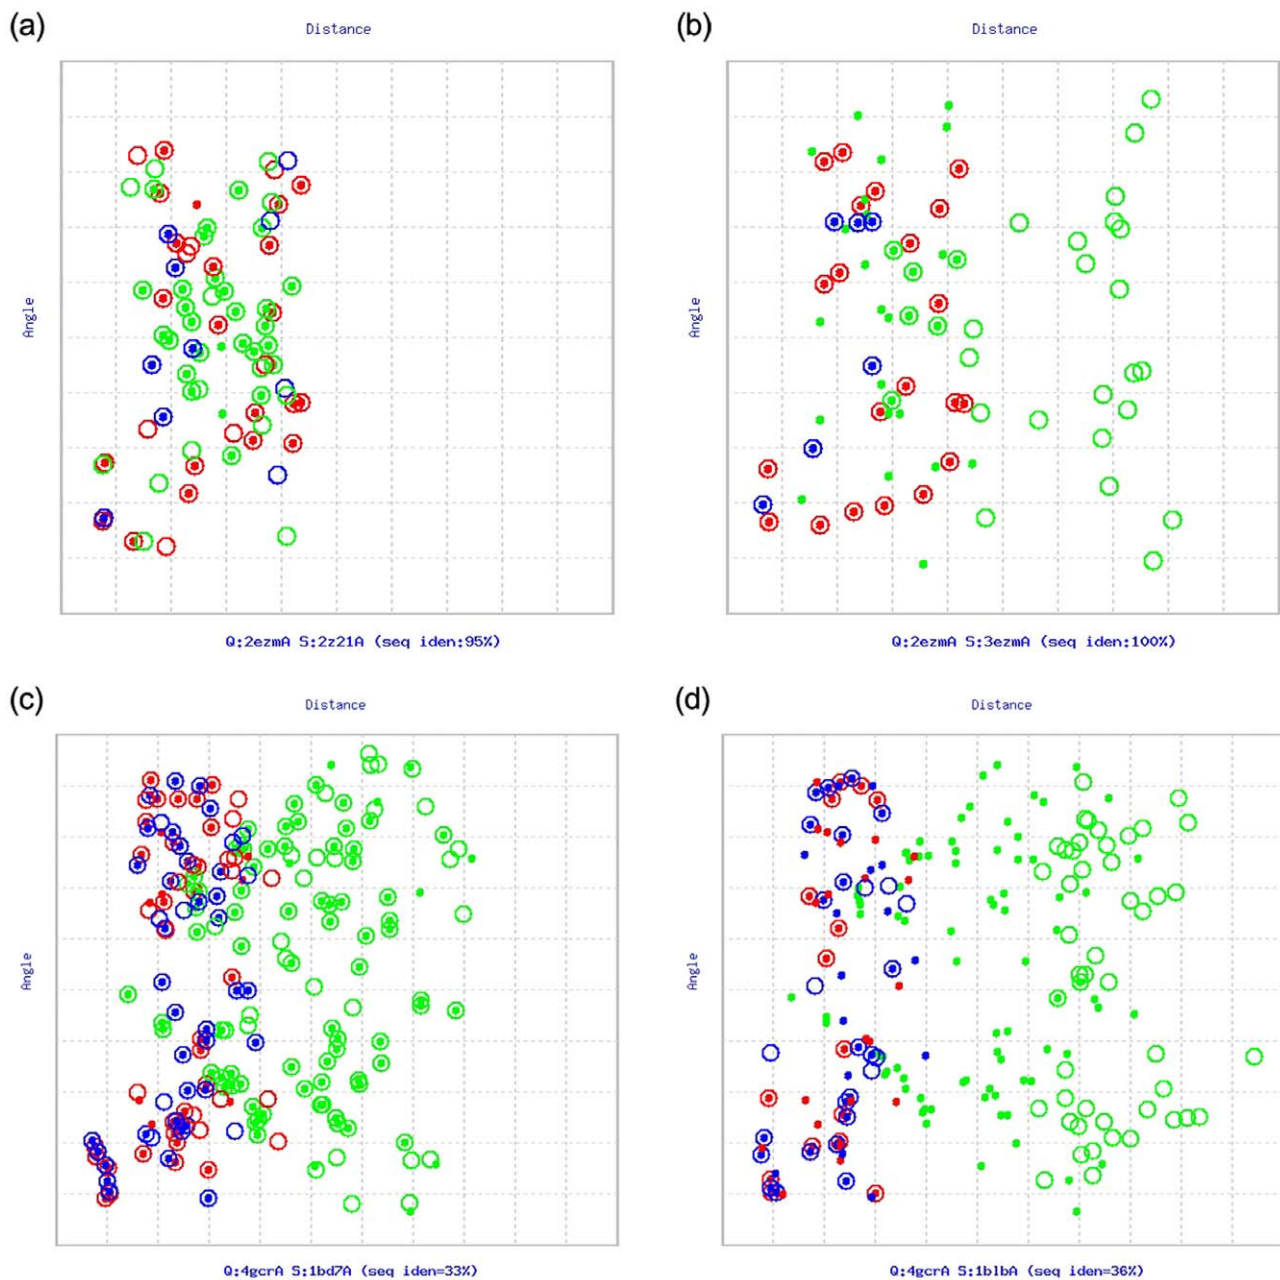 (a)
Distance
Angle
Q:2ezmA S:2z21A (seq iden:95%)
(b)
Distance
Angle
Q:2ezmA S:3ezmA (seq iden:100%)
(c)
Distance
Angle
Q:4gcrA S:1bd7A (seq iden=33%)
(d)
Distance
Angle
Q:4gcrA S:1blbA (seq iden=36%)